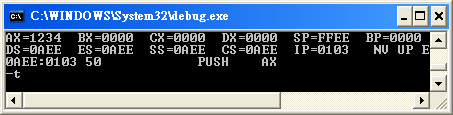 C:\WINDOWS\System32\debug.exe
AX=1234 BX=0000 CX=0000 DX=0000 SP=FFEE BP=0000
DS=0AEE ES=0AEE SS=0AEE CS=0AEE IP=0103 NV UP E
0AEE:0103 50 PUSH AX
-t